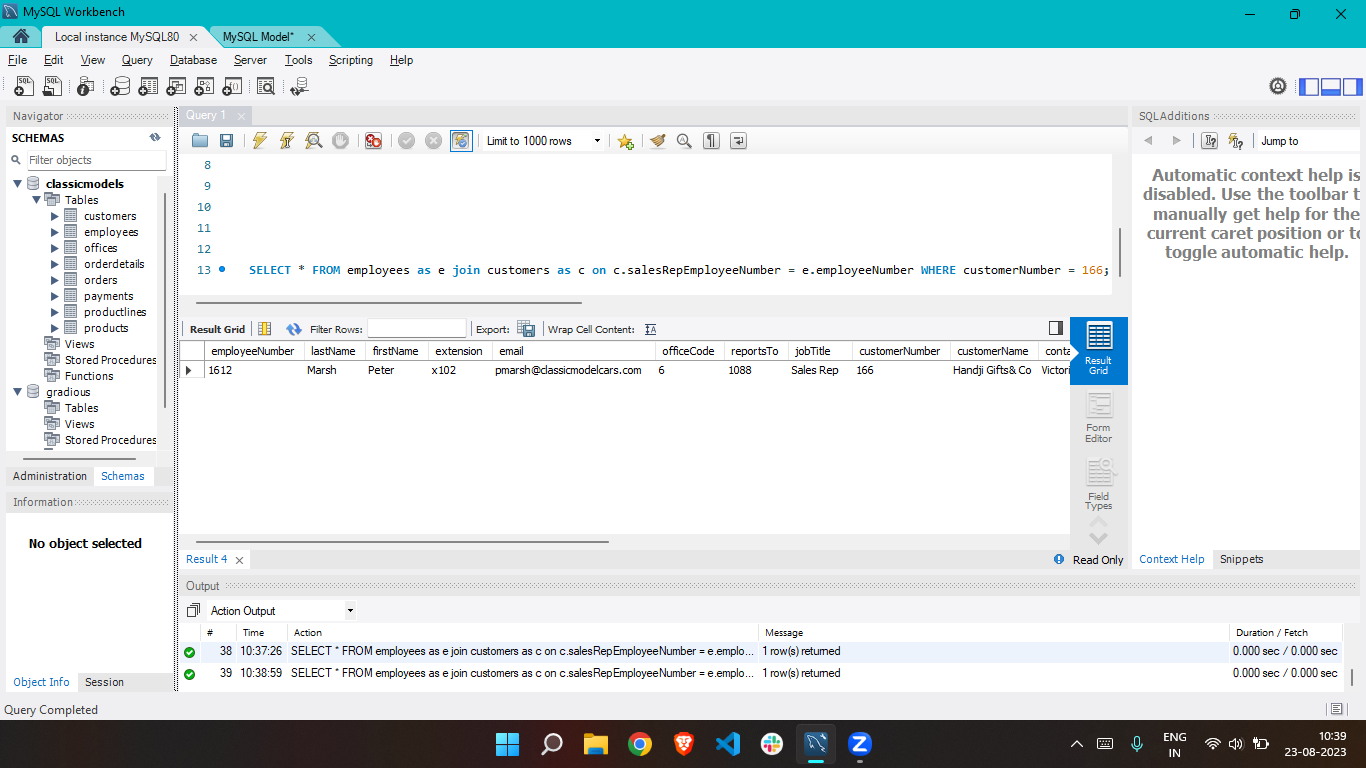 MySQL Workbench
Local instance MySQL80
MySQL Model*
File Edit View Query Database Server Tools Scripting Help
Navigator
SCHEMAS
Filter objects
classicmodels
Tables
customers
employees
offices
orderdetails
orders
payments
productlines
products
Views
Stored Procedures
Functions
gradious
Tables
Views
Stored Procedures
Administration Schemas
Information
No object selected
Object Info Session
Query 1
Limit to 1000 rows
8
9
10
11
12
13 SELECT * FROM employees as e join customers as c on c.salesRepEmployeeNumber = e.employeeNumber WHERE customerNumber = 166;
Result Grid Filter Rows: Export: Wrap Cell Content:
employeeNumber lastName firstName extension email officeCode reportsTo jobTitle customerNumber customerName conta
1612 Marsh Peter x102 pmarsh@classicmodelcars.com 6 1088 Sales Rep 166 Handji Gifts& Co Victori
Result
Grid
Form
Editor
Field
Types
Result 4
Read Only
SQLAdditions
Jump to
Automatic context help is
disabled. Use the toolbar t
manually get help for the
current caret position or to
toggle automatic help.
Context Help Snippets
Output
Action Output
# Time Action Message Duration / Fetch
38 10:37:26 SELECT * FROM employees as e join customers as c on c.salesRepEmployeeNumber = e.emplo... 1 row(s) returned 0.000 sec / 0.000 sec
39 10:38:59 SELECT * FROM employees as e join customers as c on c.salesRepEmployeeNumber = e.emplo... 1 row(s) returned 0.000 sec / 0.000 sec
Query Completed
ENG
IN
10:39
23-08-2023